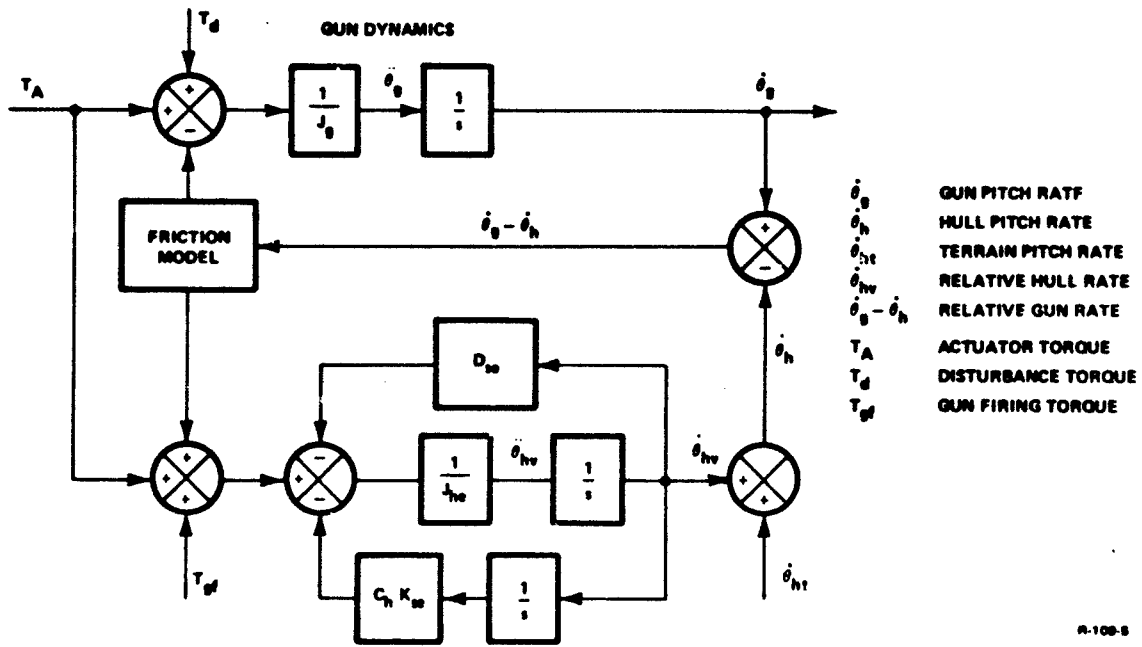 T_d
GUN DYNAMICS
T_A
+
+
−
1
J_g
θ̈_g
1
s
θ̇_g
FRICTION
MODEL
θ̇_g − θ̇_h
+
−
θ̇_h
D_se
+
+
+
T_gf
−
−
−
1
J_he
θ̈_hv
1
s
θ̇_hv
+
+
θ̇_ht
C_h K_se
1
s
θ̇_g GUN PITCH RATF
θ̇_h HULL PITCH RATE
θ̇_ht TERRAIN PITCH RATE
θ̇_hv RELATIVE HULL RATE
θ̇_g − θ̇_h RELATIVE GUN RATE
T_A ACTUATOR TORQUE
T_d DISTURBANCE TORQUE
T_gf GUN FIRING TORQUE
R-109-S